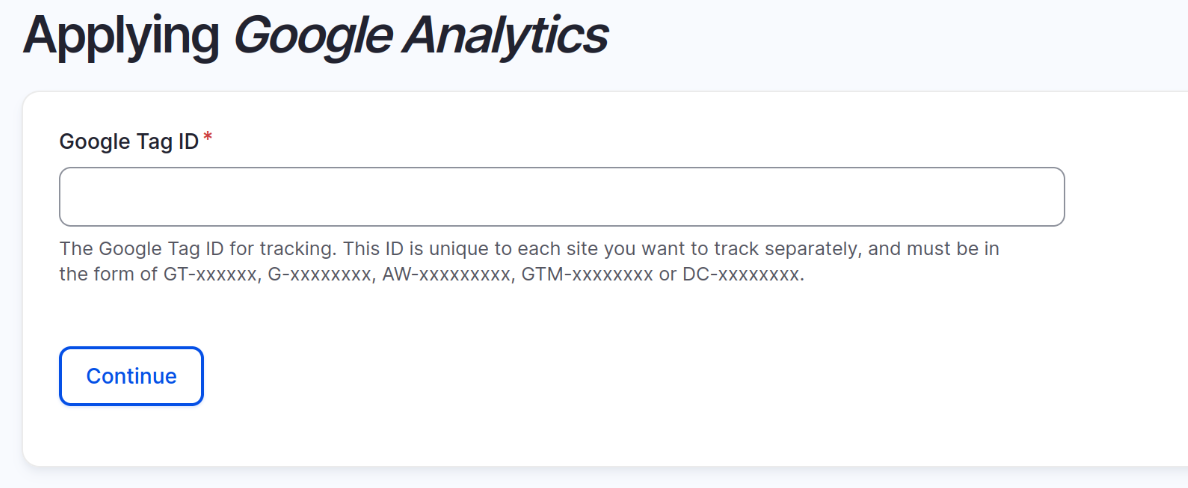 Applying Google Analytics
Google Tag ID *
The Google Tag ID for tracking. This ID is unique to each site you want to track separately, and must be in
the form of GT-xxxxxx, G-xxxxxxxx, AW-xxxxxxxxx, GTM-xxxxxxxx or DC-xxxxxxxx.
Continue